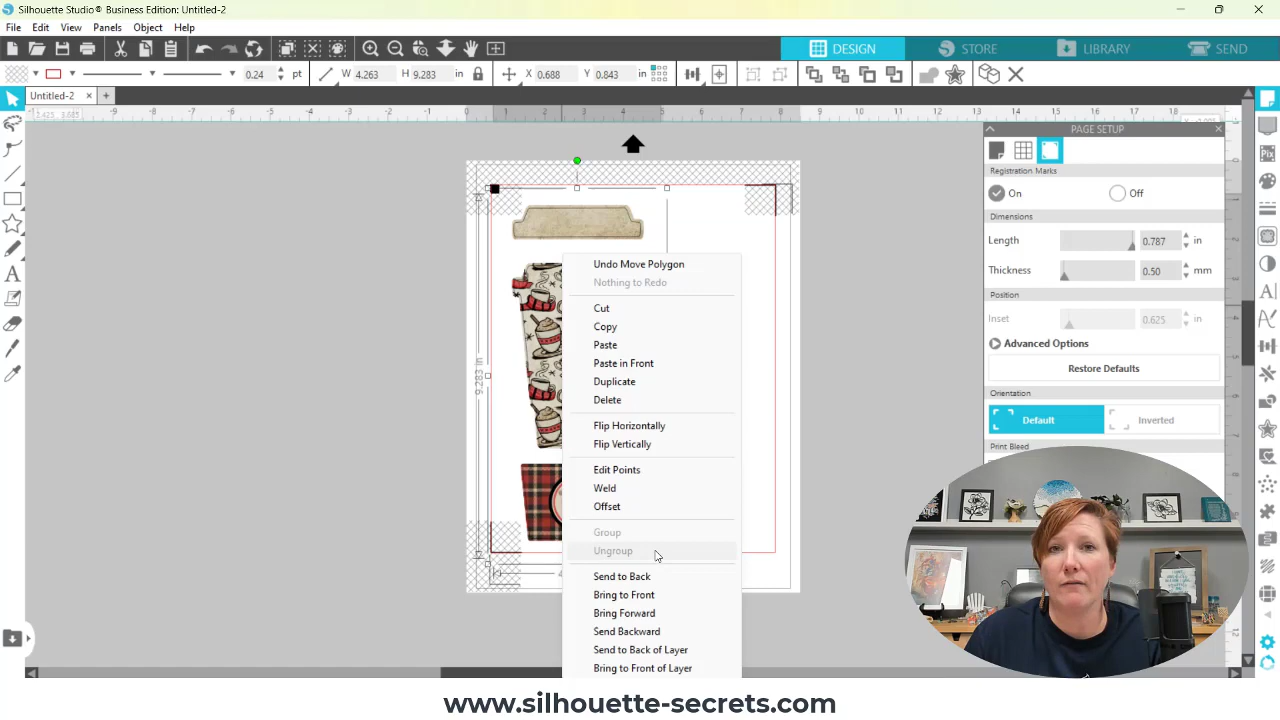 Silhouette Studio® Business Edition: Untitled-2
File Edit View Panels Object Help
DESIGN STORE LIBRARY SEND
0.24 pt W 4.263 H 9.283 in X 0.688 Y 0.843 in
Untitled-2 × +
PAGE SETUP
Registration Marks
On Off
Dimensions
Length 0.787 in
Thickness 0.50 mm
Position
Inset 0.625 in
Advanced Options
Restore Defaults
Orientation
Default Inverted
Print Bleed
9.283 in
Undo Move Polygon
Nothing to Redo
Cut
Copy
Paste
Paste in Front
Duplicate
Delete
Flip Horizontally
Flip Vertically
Edit Points
Weld
Offset
Group
Ungroup
Send to Back
Bring to Front
Bring Forward
Send Backward
Send to Back of Layer
Bring to Front of Layer
www.silhouette-secrets.com